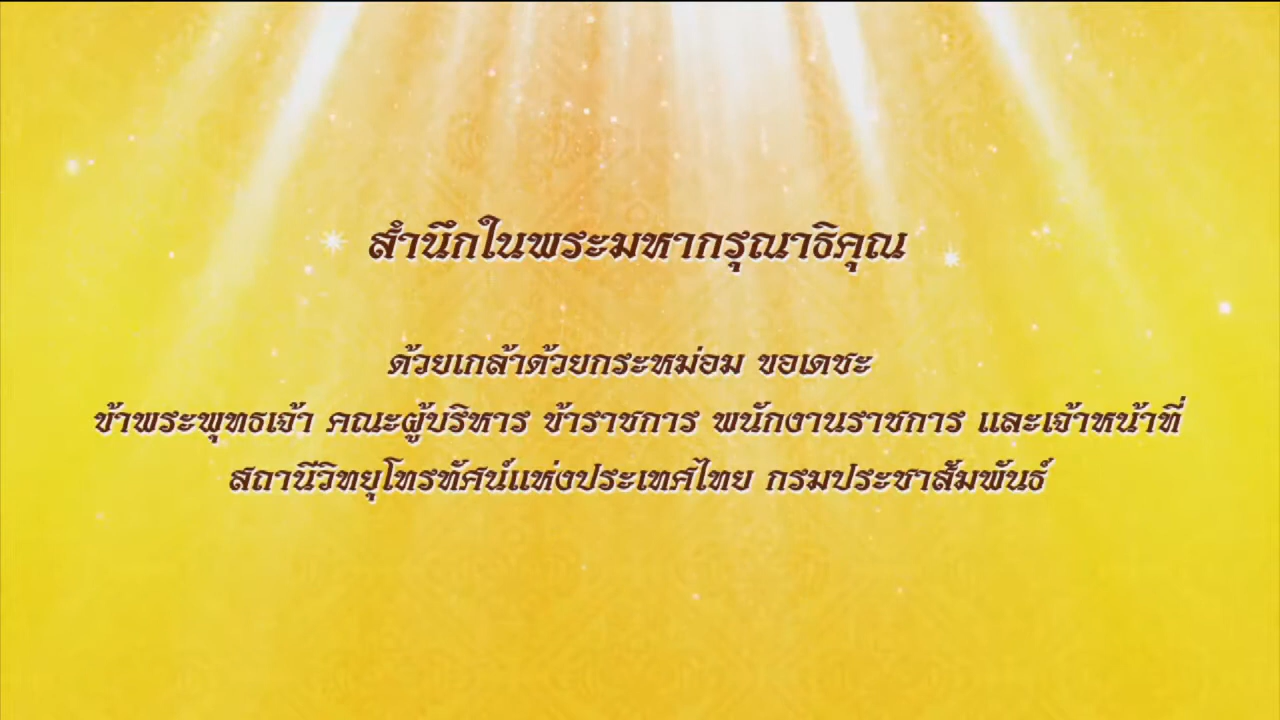 สำนึกในพระมหากรุณาธิคุณ
ด้วยเกล้าด้วยกระหม่อม ขอเดชะ
ข้าพระพุทธเจ้า คณะผู้บริหาร ข้าราชการ พนักงานราชการ และเจ้าหน้าที่
สถานีวิทยุโทรทัศน์แห่งประเทศไทย กรมประชาสัมพันธ์